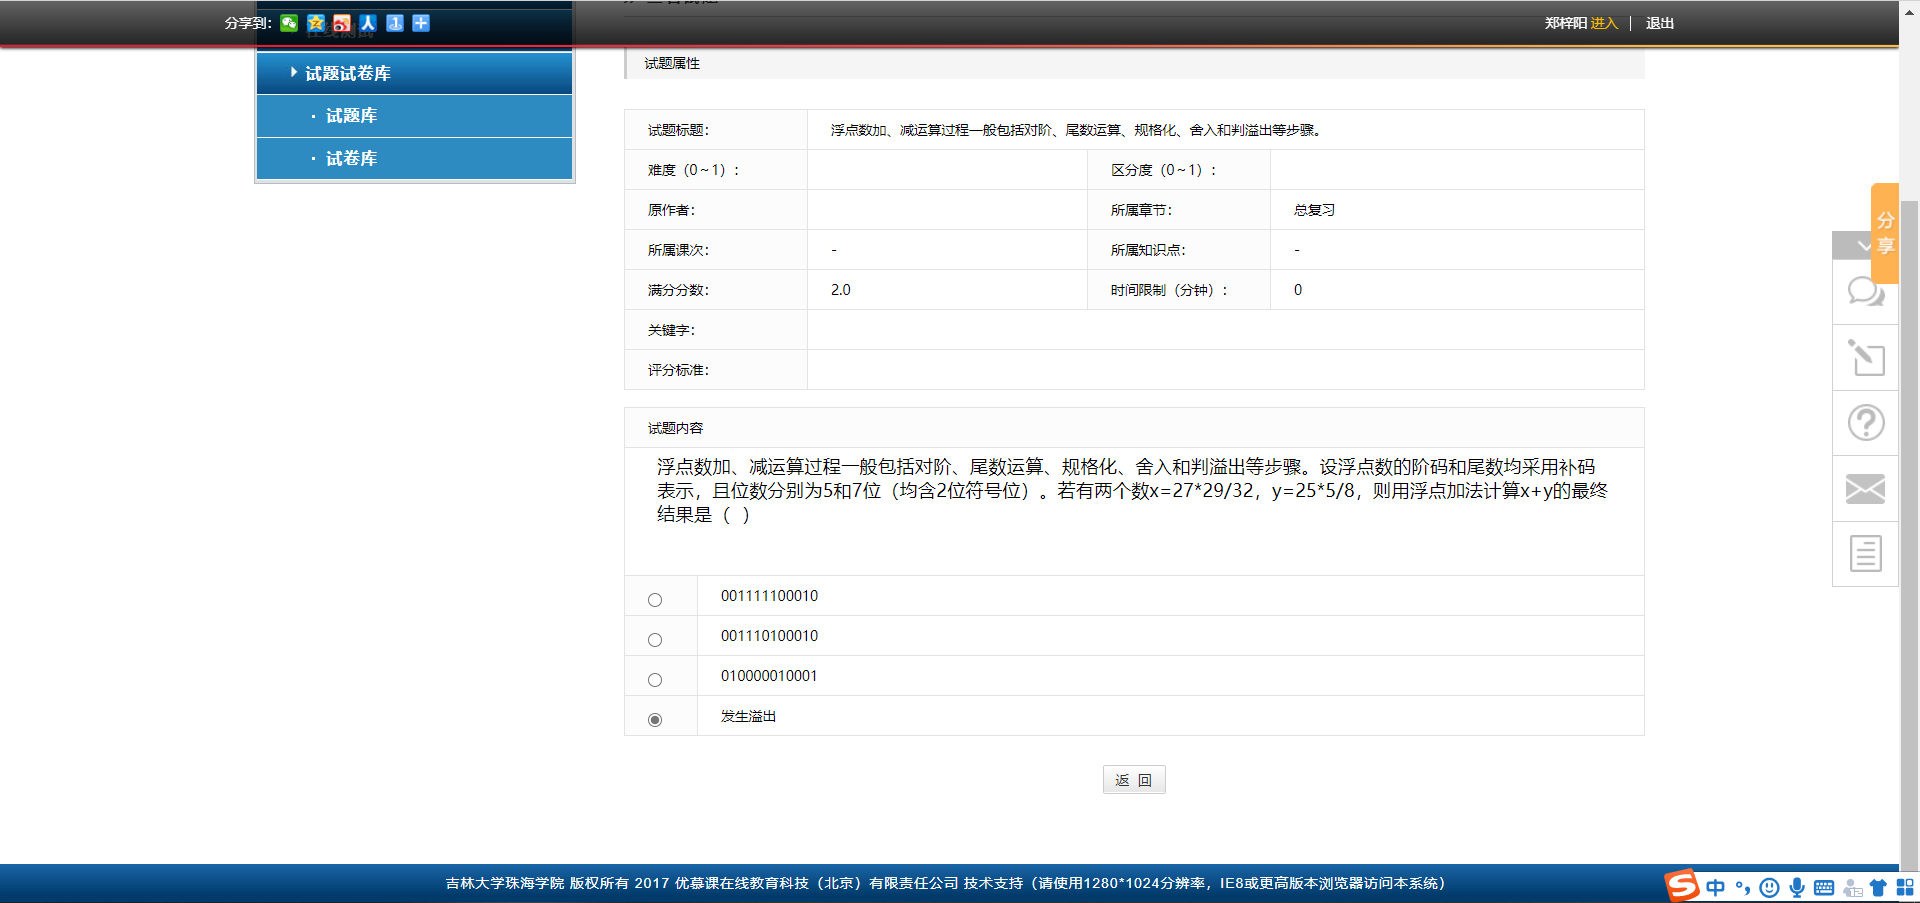 分享到：
郑梓阳 进入 | 退出
试题试卷库
· 试题库
· 试卷库
试题属性
试题标题： 浮点数加、减运算过程一般包括对阶、尾数运算、规格化、舍入和判溢出等步骤。
难度（0～1）： 区分度（0～1）：
原作者： 所属章节： 总复习
所属课次： - 所属知识点： -
满分分数： 2.0 时间限制（分钟）： 0
关键字：
评分标准：
试题内容
浮点数加、减运算过程一般包括对阶、尾数运算、规格化、舍入和判溢出等步骤。设浮点数的阶码和尾数均采用补码
表示，且位数分别为5和7位（均含2位符号位）。若有两个数x=27*29/32，y=25*5/8，则用浮点加法计算x+y的最终
结果是（ ）
001111100010
001110100010
010000010001
发生溢出
返 回
分享
吉林大学珠海学院 版权所有 2017 优慕课在线教育科技（北京）有限责任公司 技术支持（请使用1280*1024分辨率，IE8或更高版本浏览器访问本系统）
中